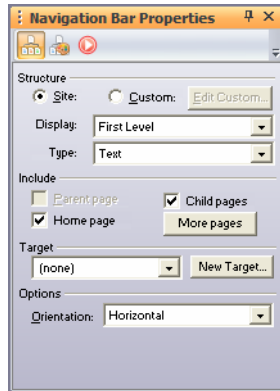 Navigation Bar Properties
Structure
Site: Custom: Edit Custom...
Display: First Level
Type: Text
Include
Parent page Child pages
Home page More pages
Target
(none) New Target...
Options
Orientation: Horizontal